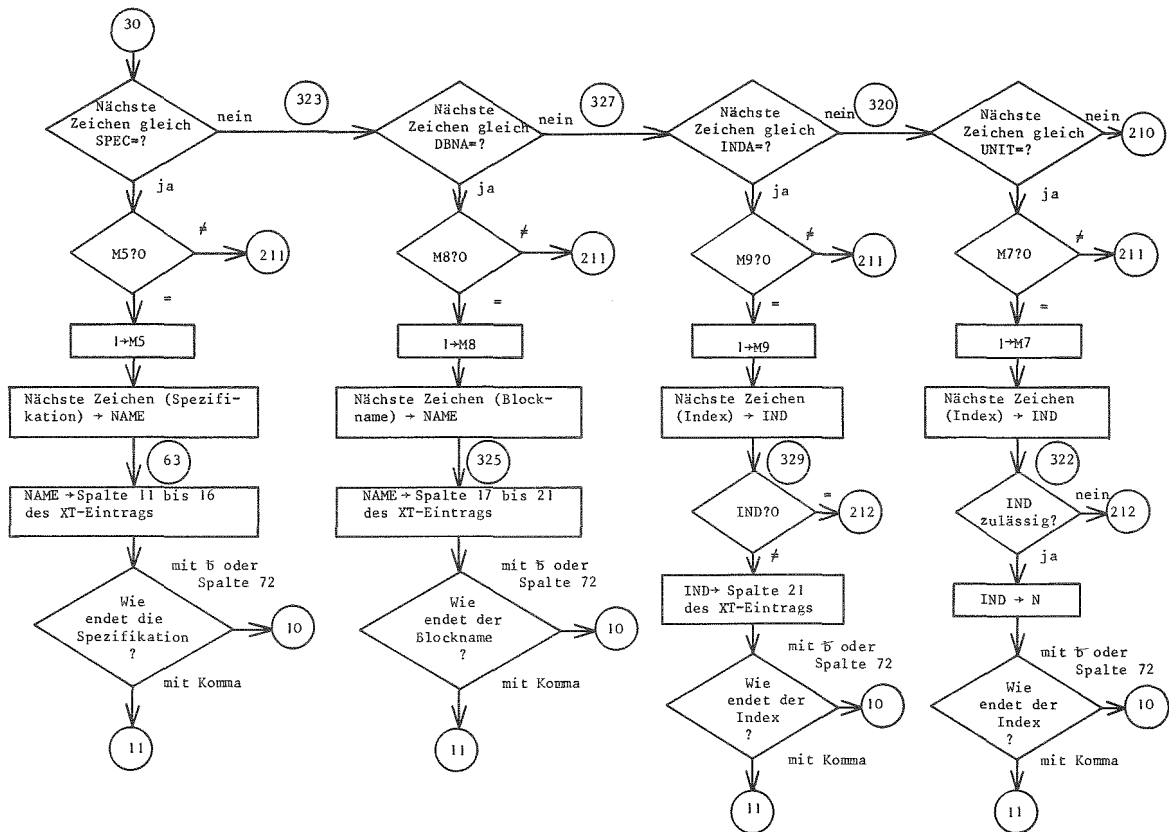 30
Nächste
Zeichen gleich
SPEC=?
nein
323
ja
M5?0
≠
211
=
1→M5
Nächste Zeichen (Spezifi-
kation) → NAME
63
NAME → Spalte 11 bis 16
des XT-Eintrags
mit ƀ oder
Spalte 72
Wie
endet die
Spezifikation
?
10
mit Komma
11
Nächste
Zeichen gleich
DBNA=?
nein
327
ja
M8?0
≠
211
=
1→M8
Nächste Zeichen (Block-
name) → NAME
325
NAME → Spalte 17 bis 21
des XT-Eintrags
mit ƀ oder
Spalte 72
Wie
endet der
Blockname
?
10
mit Komma
11
Nächste
Zeichen gleich
INDA=?
nein
320
ja
M9?0
≠
211
=
1→M9
Nächste Zeichen
(Index) → IND
329
IND?0
=
212
≠
IND→ Spalte 21
des XT-Eintrags
mit ƀ oder
Spalte 72
Wie
endet der
Index
?
10
mit Komma
11
Nächste
Zeichen gleich
UNIT=?
nein
210
ja
M7?0
≠
211
=
1→M7
Nächste Zeichen
(Index) → IND
322
IND
zulässig?
nein
212
ja
IND → N
mit ƀ oder
Spalte 72
Wie
endet der
Index
?
10
mit Komma
11